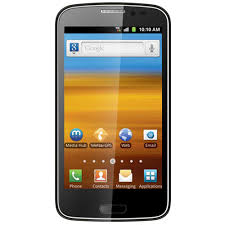 10:10 AM
Google
Media Hub
Web
Email
Phone
Contacts
Messaging
Applications